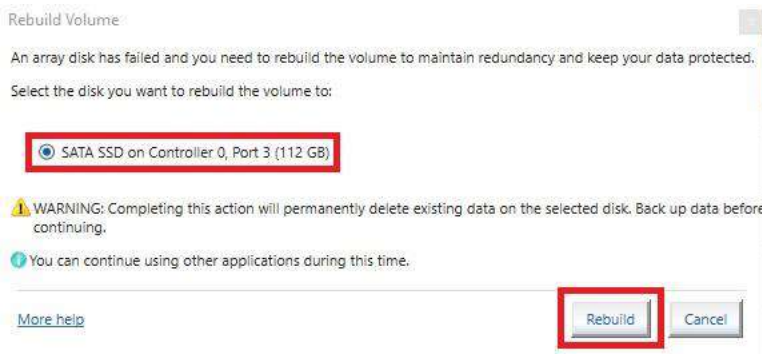 Rebuild Volume
An array disk has failed and you need to rebuild the volume to maintain redundancy and keep your data protected.
Select the disk you want to rebuild the volume to:
SATA SSD on Controller 0, Port 3 (112 GB)
WARNING: Completing this action will permanently delete existing data on the selected disk. Back up data before
continuing.
You can continue using other applications during this time.
More help
Rebuild
Cancel